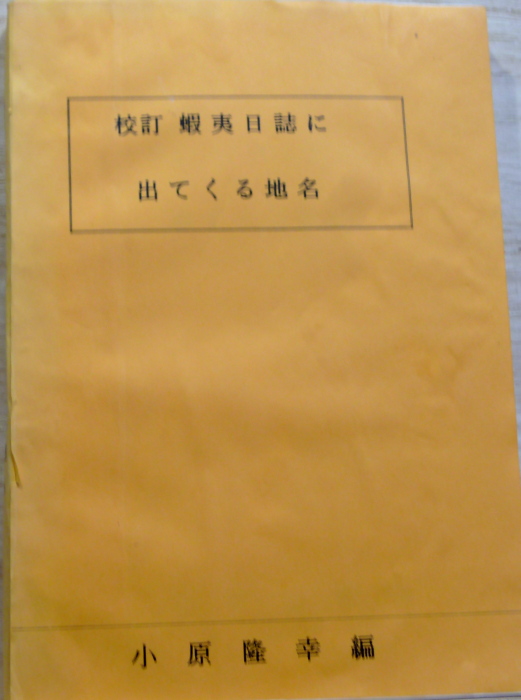 校訂 蝦夷日誌に
出てくる地名
小原隆幸編